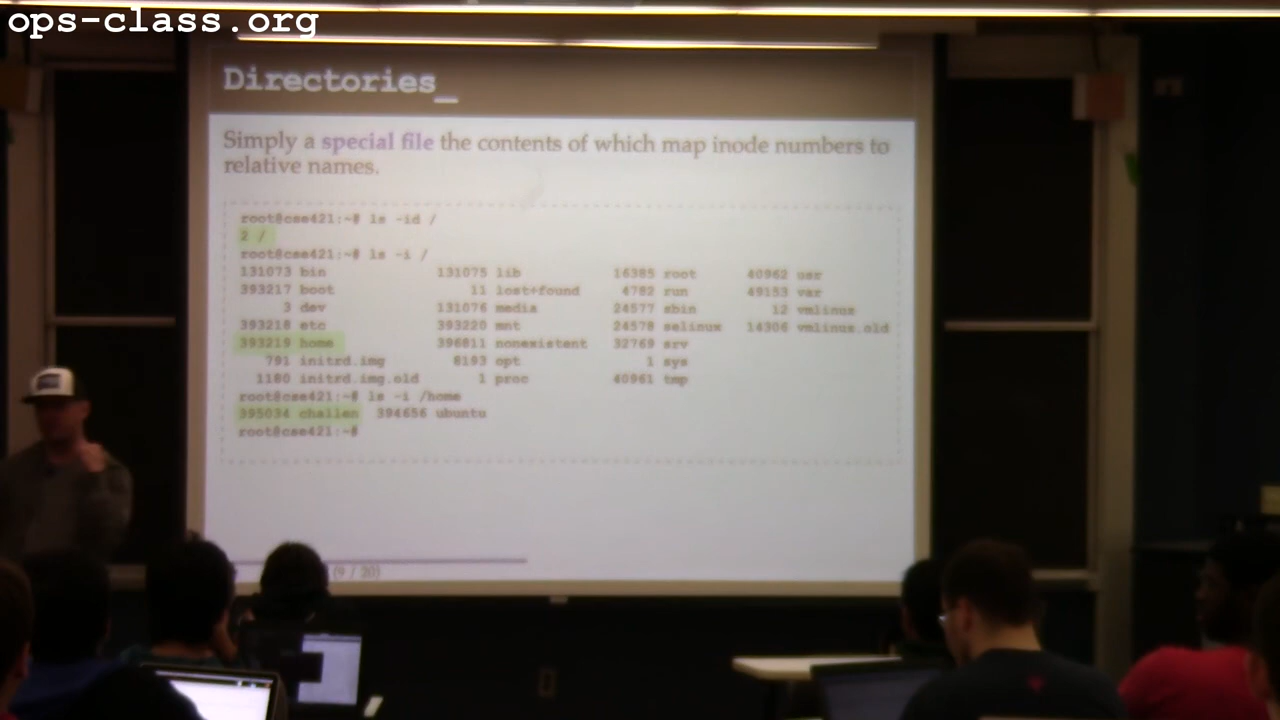 ops-class.org
Directories_
Simply a special file the contents of which map inode numbers to
relative names.
root@cse421:~# ls -id /
2 /
root@cse421:~# ls -i /
131073 bin 131075 lib 16385 root 40962 usr
393217 boot 11 lost+found 4782 run 49153 var
3 dev 131076 media 24577 sbin 12 vmlinuz
393218 etc 393220 mnt 24578 selinux 14306 vmlinuz.old
393219 home 396811 nonexistent 32769 srv
791 initrd.img 8193 opt 1 sys
1180 initrd.img.old 1 proc 40961 tmp
root@cse421:~# ls -i /home
395034 challen 394656 ubuntu
root@cse421:~#
(9 / 20)